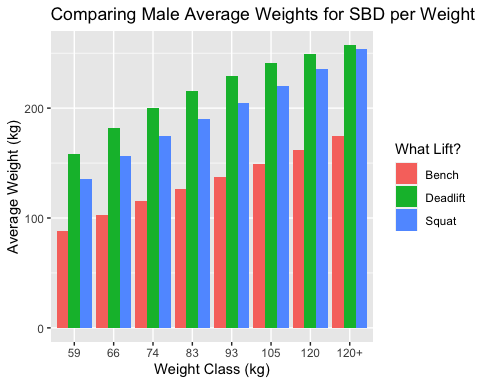 Comparing Male Average Weights for SBD per Weight
Average Weight (kg)
200
100
0
59 66 74 83 93 105 120 120+
Weight Class (kg)
What Lift?
Bench
Deadlift
Squat